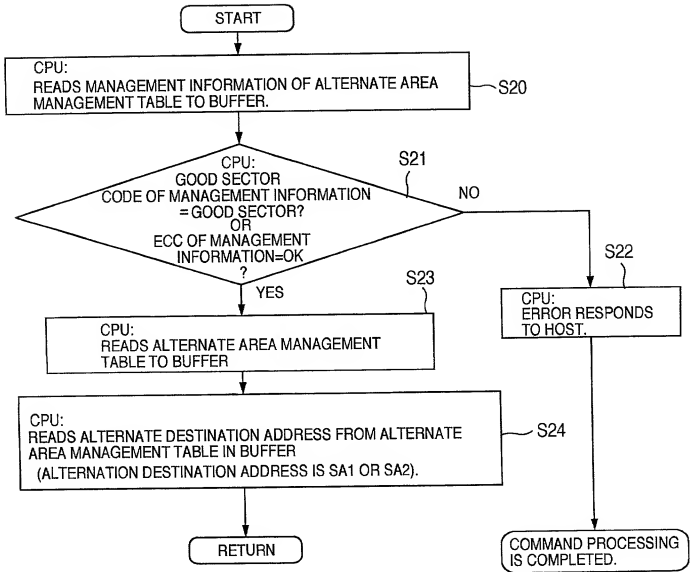 START
CPU:
READS MANAGEMENT INFORMATION OF ALTERNATE AREA
MANAGEMENT TABLE TO BUFFER.
S20
CPU:
GOOD SECTOR
CODE OF MANAGEMENT INFORMATION
= GOOD SECTOR?
OR
ECC OF MANAGEMENT
INFORMATION=OK
?
S21
NO
YES
S22
CPU:
ERROR RESPONDS
TO HOST.
S23
CPU:
READS ALTERNATE AREA MANAGEMENT
TABLE TO BUFFER
CPU:
READS ALTERNATE DESTINATION ADDRESS FROM ALTERNATE
AREA MANAGEMENT TABLE IN BUFFER
(ALTERNATION DESTINATION ADDRESS IS SA1 OR SA2).
S24
RETURN
COMMAND PROCESSING
IS COMPLETED.